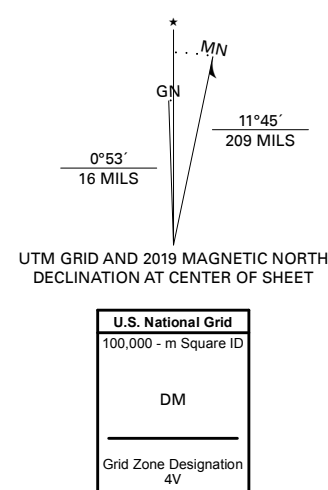 ★
MN
GN
11°45´
209 MILS
0°53´
16 MILS
UTM GRID AND 2019 MAGNETIC NORTH
DECLINATION AT CENTER OF SHEET
U.S. National Grid
100,000 - m Square ID
DM
Grid Zone Designation
4V